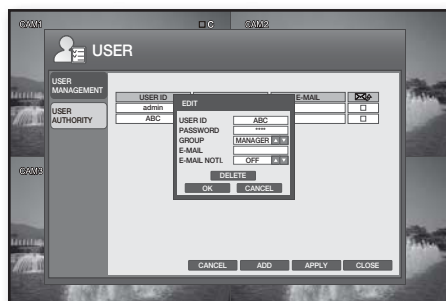 CAM1 C CAM2
USER
USER MANAGEMENT
USER AUTHORITY
USER ID E-MAIL
admin
ABC
EDIT
USER ID ABC
PASSWORD ****
GROUP MANAGER
E-MAIL
E-MAIL NOTI. OFF
DELETE
OK CANCEL
CAM3
CANCEL ADD APPLY CLOSE